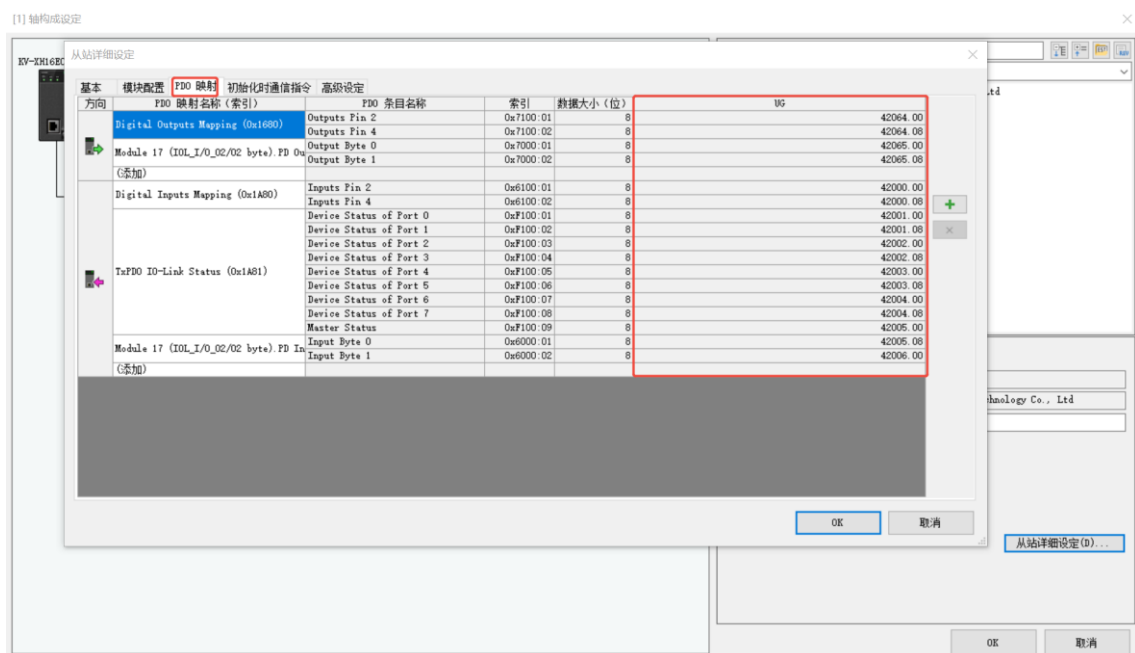 [1] 轴构成设定
KV-XH16EC
从站详细设定
基本 模块配置 PDO 映射 初始化时通信指令 高级设定
方向 PDO 映射名称（索引） PDO 条目名称 索引 数据大小（位） UG
Digital Outputs Mapping (0x1680) Outputs Pin 2 0x7100:01 8 42064.00
Outputs Pin 4 0x7100:02 8 42064.08
Module 17 (IOL_I/O_02/02 byte).PD Ou Output Byte 0 0x7000:01 8 42065.00
Output Byte 1 0x7000:02 8 42065.08
(添加)
Digital Inputs Mapping (0x1A80) Inputs Pin 2 0x6100:01 8 42000.00
Inputs Pin 4 0x6100:02 8 42000.08
TxPDO IO-Link Status (0x1A81) Device Status of Port 0 0xF100:01 8 42001.00
Device Status of Port 1 0xF100:02 8 42001.08
Device Status of Port 2 0xF100:03 8 42002.00
Device Status of Port 3 0xF100:04 8 42002.08
Device Status of Port 4 0xF100:05 8 42003.00
Device Status of Port 5 0xF100:06 8 42003.08
Device Status of Port 6 0xF100:07 8 42004.00
Device Status of Port 7 0xF100:08 8 42004.08
Master Status 0xF100:09 8 42005.00
Module 17 (IOL_I/O_02/02 byte).PD In Input Byte 0 0x6000:01 8 42005.08
Input Byte 1 0x6000:02 8 42006.00
(添加)
OK 取消
td
hnology Co., Ltd
从站详细设定(D)...
OK 取消